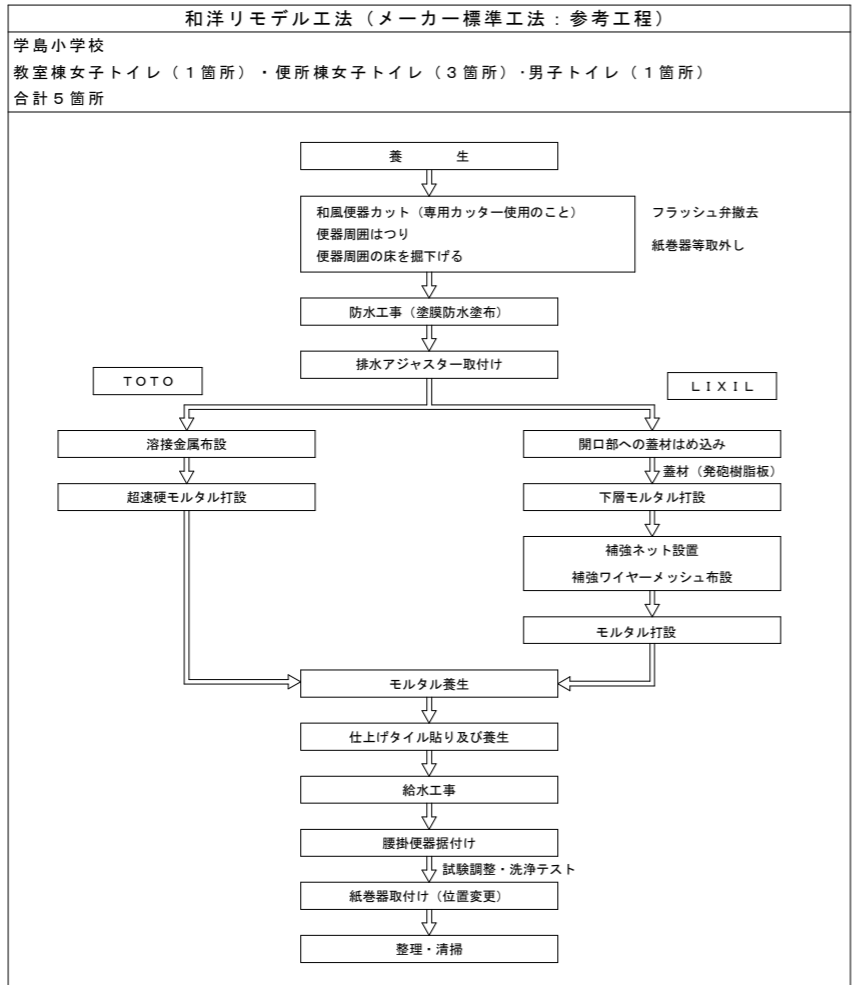 和洋リモデル工法（メーカー標準工法：参考工程）
学島小学校
教室棟女子トイレ（１箇所）・便所棟女子トイレ（３箇所）・男子トイレ（１箇所）
合計５箇所
養　　生
和風便器カット（専用カッター使用のこと）
便器周囲はつり
便器周囲の床を掘下げる
フラッシュ弁撤去
紙巻器等取外し
防水工事（塗膜防水塗布）
排水アジャスター取付け
ＴＯＴＯ
ＬＩＸＩＬ
溶接金属布設
超速硬モルタル打設
開口部への蓋材はめ込み
蓋材（発砲樹脂板）
下層モルタル打設
補強ネット設置
補強ワイヤーメッシュ布設
モルタル打設
モルタル養生
仕上げタイル貼り及び養生
給水工事
腰掛便器据付け
試験調整・洗浄テスト
紙巻器取付け（位置変更）
整理・清掃